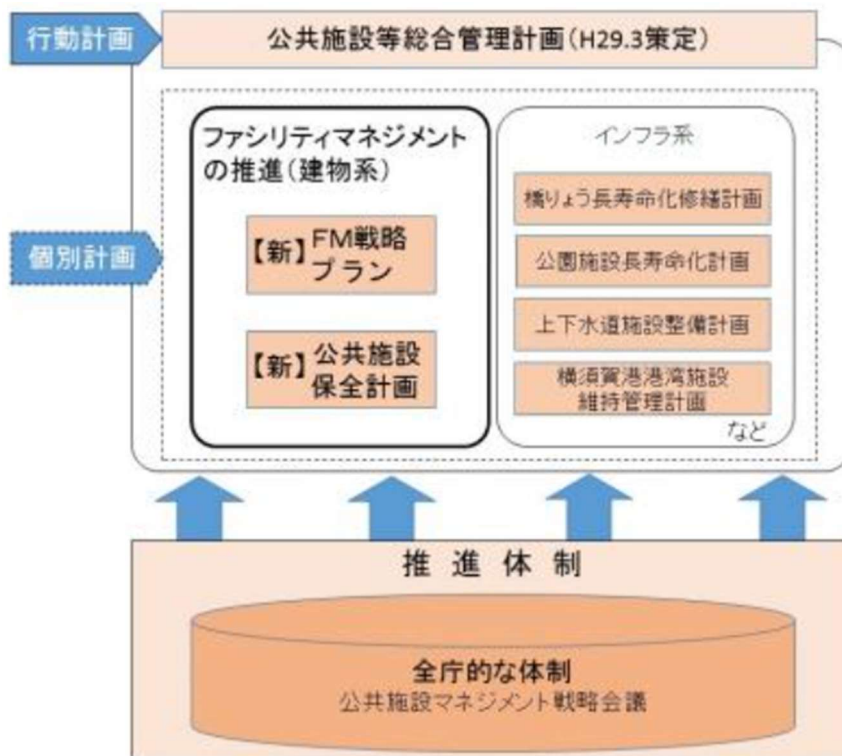 行動計画
公共施設等総合管理計画(H29.3策定)
個別計画
ファシリティマネジメント
の推進(建物系)
【新】FM戦略
プラン
【新】公共施設
保全計画
インフラ系
橋りょう長寿命化修繕計画
公園施設長寿命化計画
上下水道施設整備計画
横須賀港港湾施設
維持管理計画
など
推進体制
全庁的な体制
公共施設マネジメント戦略会議